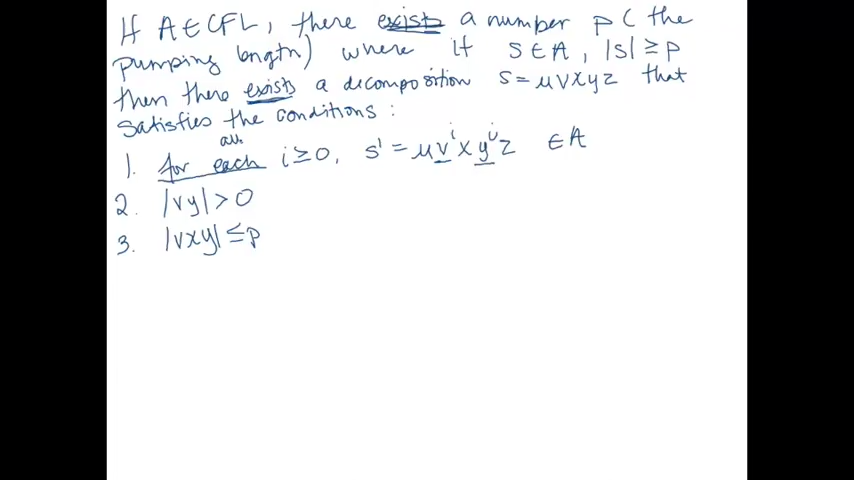 If A ∈ CFL, there exists a number p (the
pumping length) where if S ∈ A, |s| ≥ p
then there exists a decomposition s = uvxyz that
satisfies the conditions:
all
1. for each i ≥ 0, s' = uvⁱxyⁱz ∈ A
2. |vy| > 0
3. |vxy| ≤ p